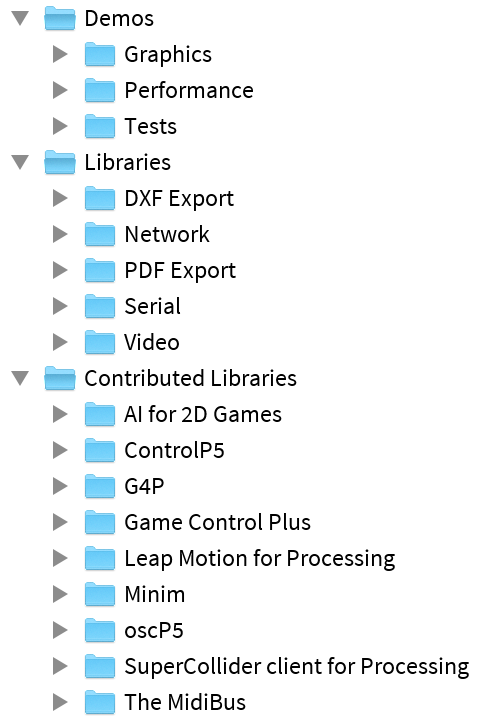 Demos
Graphics
Performance
Tests
Libraries
DXF Export
Network
PDF Export
Serial
Video
Contributed Libraries
AI for 2D Games
ControlP5
G4P
Game Control Plus
Leap Motion for Processing
Minim
oscP5
SuperCollider client for Processing
The MidiBus